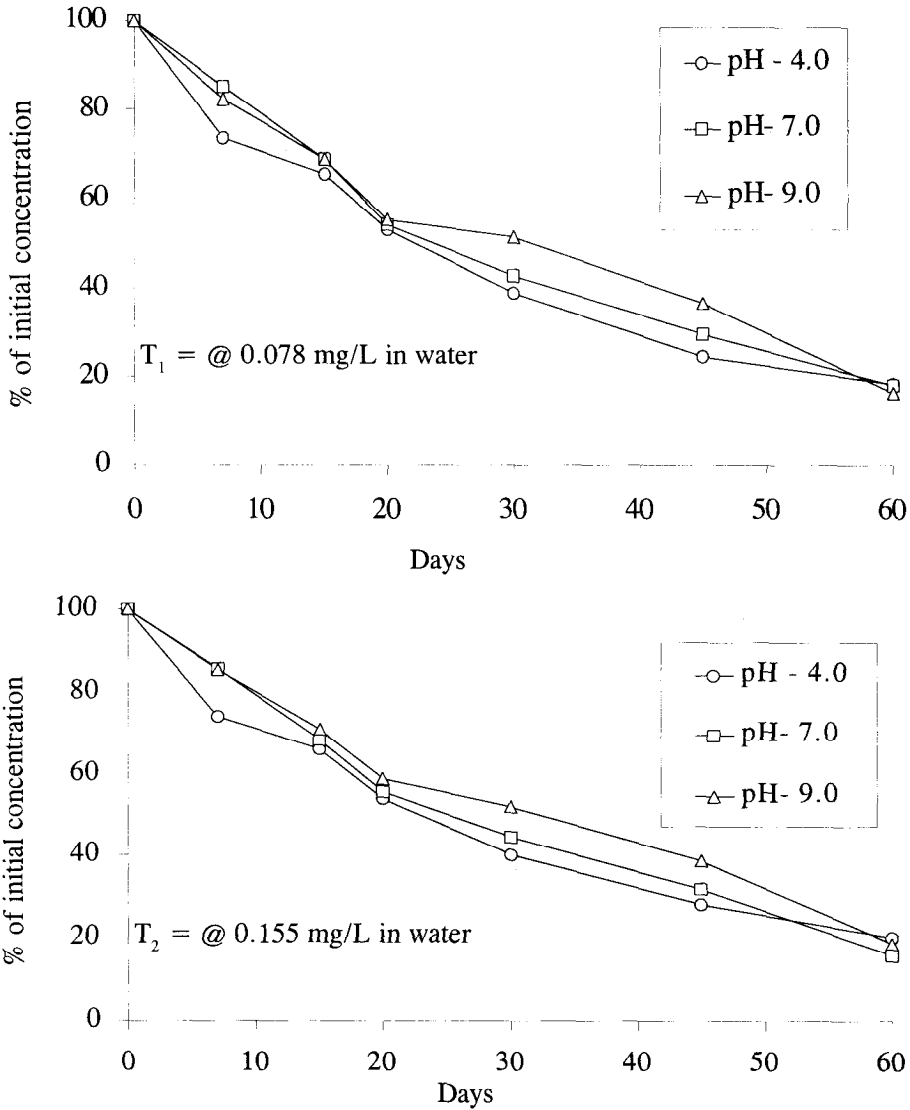 % of initial concentration
100
80
60
40
20
0
pH - 4.0
pH- 7.0
pH- 9.0
T₁ = @ 0.078 mg/L in water
0 10 20 30 40 50 60
Days
% of initial concentration
100
80
60
40
20
0
pH - 4.0
pH- 7.0
pH- 9.0
T₂ = @ 0.155 mg/L in water
0 10 20 30 40 50 60
Days